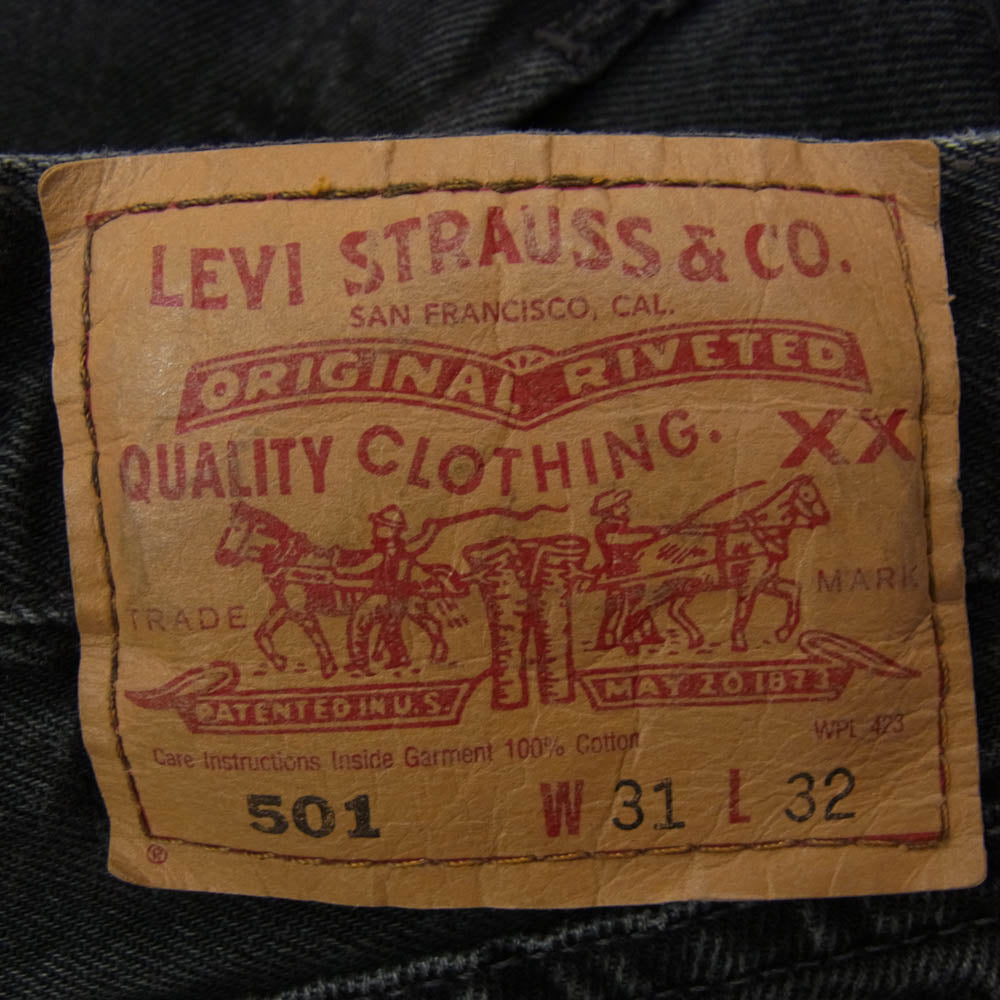 LEVI STRAUSS & CO.
SAN FRANCISCO, CAL.
ORIGINAL RIVETED
QUALITY CLOTHING. XX
TRADE MARK
PATENTED IN U.S. MAY 20 1873
WPL 423
Care Instructions Inside Garment 100% Cotton
501 W 31 L 32
®